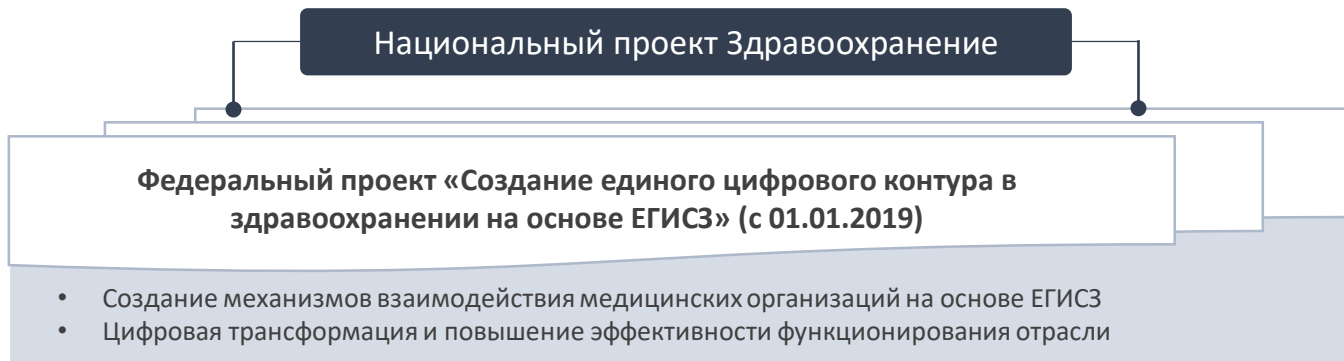 Национальный проект Здравоохранение
Федеральный проект «Создание единого цифрового контура в
здравоохранении на основе ЕГИСЗ» (с 01.01.2019)
• Создание механизмов взаимодействия медицинских организаций на основе ЕГИСЗ
• Цифровая трансформация и повышение эффективности функционирования отрасли